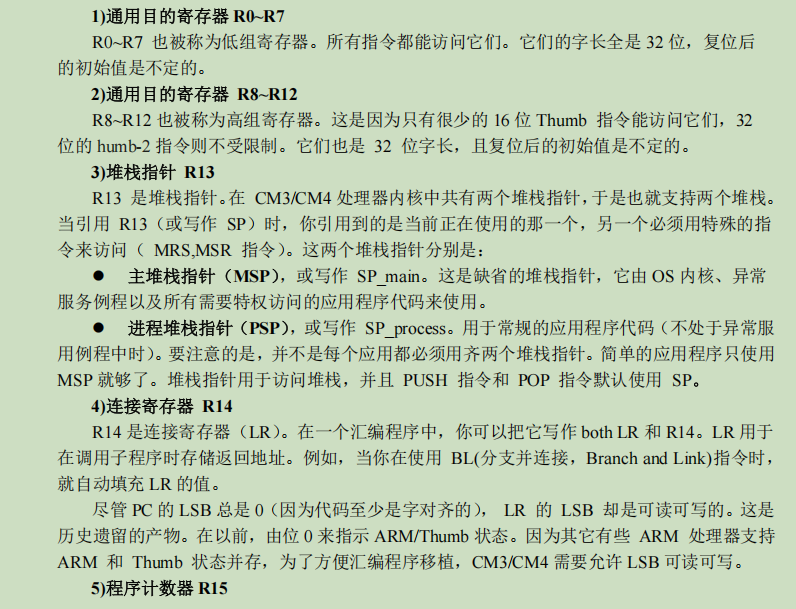 1)通用目的寄存器 R0~R7
R0~R7 也被称为低组寄存器。所有指令都能访问它们。它们的字长全是 32 位，复位后
的初始值是不定的。
2)通用目的寄存器 R8~R12
R8~R12 也被称为高组寄存器。这是因为只有很少的 16 位 Thumb 指令能访问它们，32
位的 humb-2 指令则不受限制。它们也是 32 位字长，且复位后的初始值是不定的。
3)堆栈指针 R13
R13 是堆栈指针。在 CM3/CM4 处理器内核中共有两个堆栈指针，于是也就支持两个堆栈。
当引用 R13（或写作 SP）时，你引用到的是当前正在使用的那一个，另一个必须用特殊的指
令来访问（ MRS,MSR 指令）。这两个堆栈指针分别是：
● 主堆栈指针（MSP），或写作 SP_main。这是缺省的堆栈指针，它由 OS 内核、异常
服务例程以及所有需要特权访问的应用程序代码来使用。
● 进程堆栈指针（PSP），或写作 SP_process。用于常规的应用程序代码（不处于异常服
用例程中时）。要注意的是，并不是每个应用都必须用齐两个堆栈指针。简单的应用程序只使用
MSP 就够了。堆栈指针用于访问堆栈，并且 PUSH 指令和 POP 指令默认使用 SP。
4)连接寄存器 R14
R14 是连接寄存器（LR）。在一个汇编程序中，你可以把它写作 both LR 和 R14。LR 用于
在调用子程序时存储返回地址。例如，当你在使用 BL(分支并连接，Branch and Link)指令时，
就自动填充 LR 的值。
尽管 PC 的 LSB 总是 0（因为代码至少是字对齐的）， LR 的 LSB 却是可读可写的。这是
历史遗留的产物。在以前，由位 0 来指示 ARM/Thumb 状态。因为其它有些 ARM 处理器支持
ARM 和 Thumb 状态并存，为了方便汇编程序移植，CM3/CM4 需要允许 LSB 可读可写。
5)程序计数器 R15